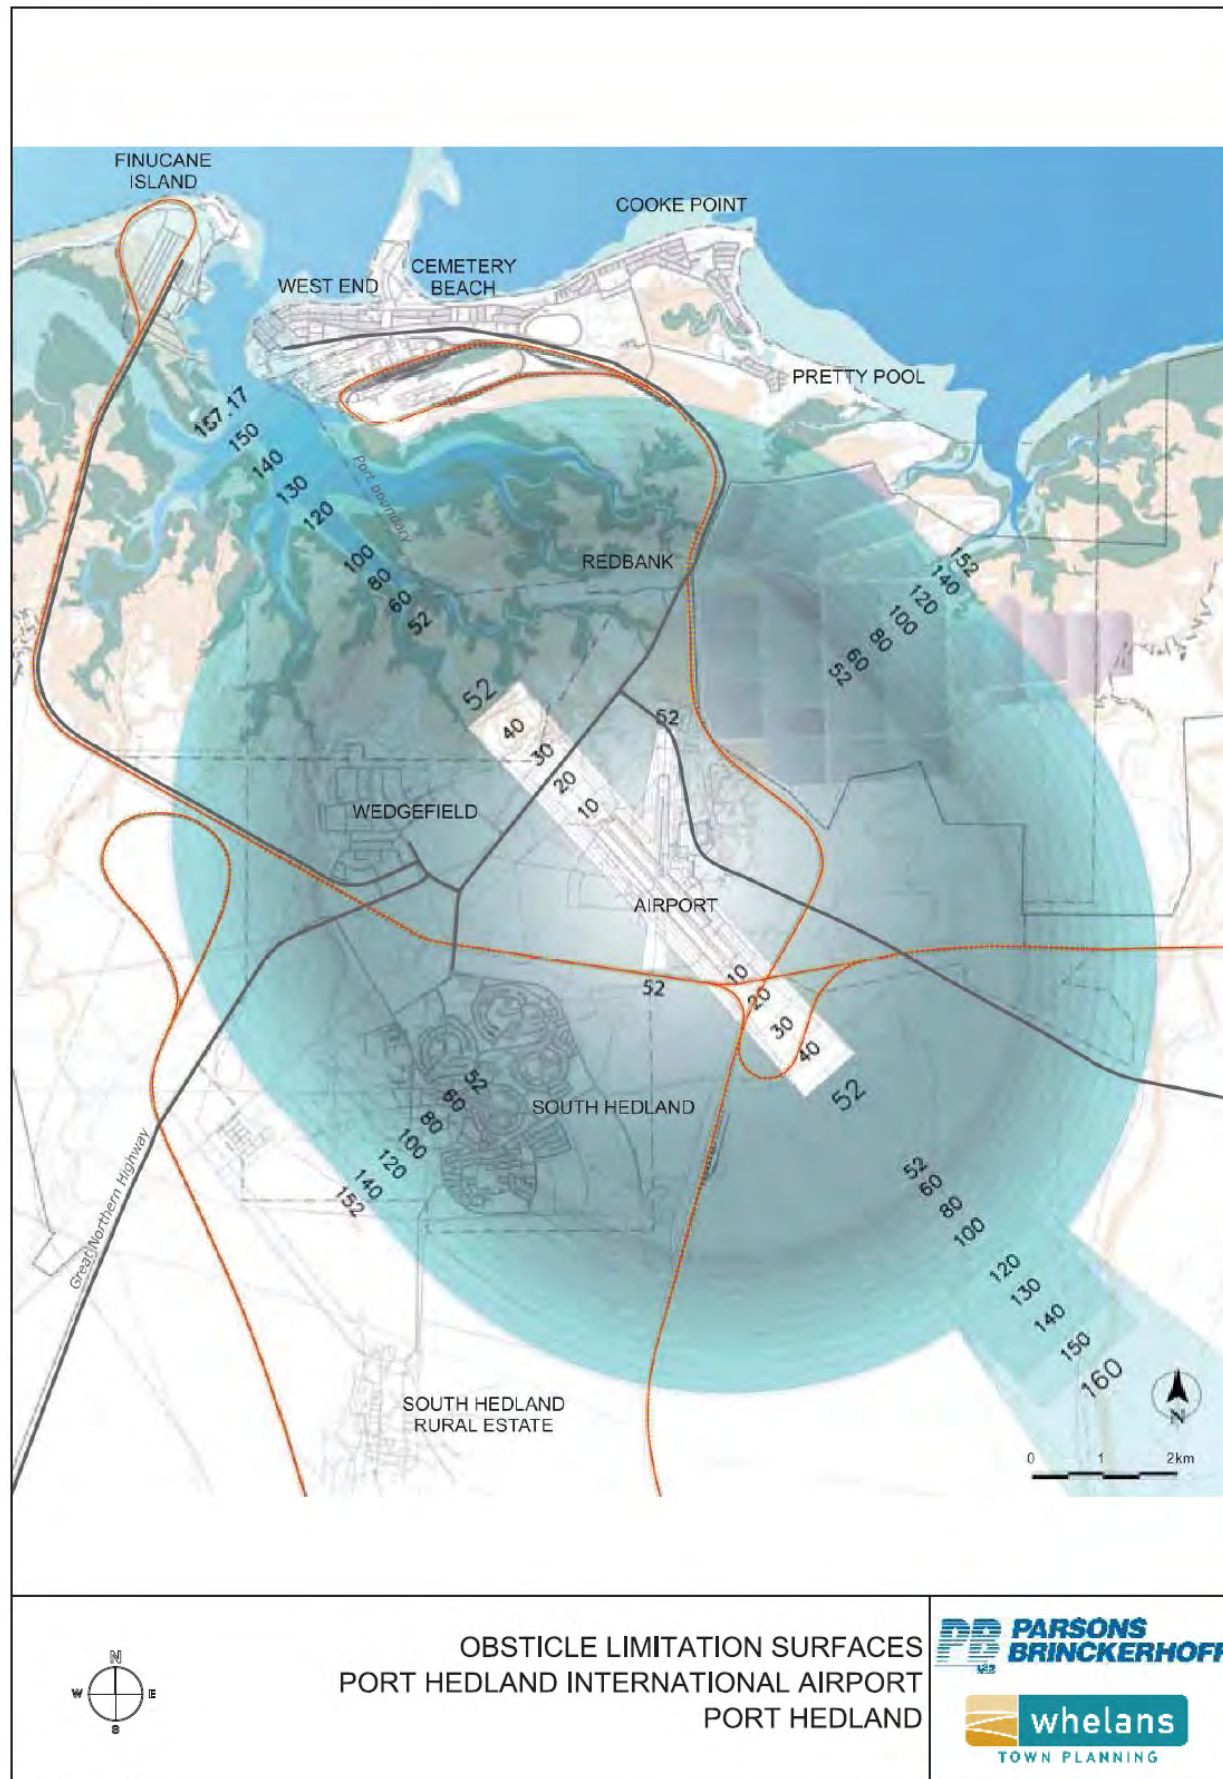 FINUCANE
ISLAND
COOKE POINT
WEST END
CEMETERY
BEACH
PRETTY POOL
150
140
130
120
100
80
60
52
Port boundary
REDBANK
152
140
120
100
80
60
52
52
40
30
20
10
52
WEDGEFIELD
AIRPORT
52
10
20
30
40
52
SOUTH HEDLAND
52
60
80
100
120
140
152
52
60
80
100
120
130
140
150
160
Great Northern Highway
SOUTH HEDLAND
RURAL ESTATE
N
0 1 2km
N
W E
S
OBSTICLE LIMITATION SURFACES
PORT HEDLAND INTERNATIONAL AIRPORT
PORT HEDLAND
PB PARSONS
BRINCKERHOFF
whelans
TOWN PLANNING